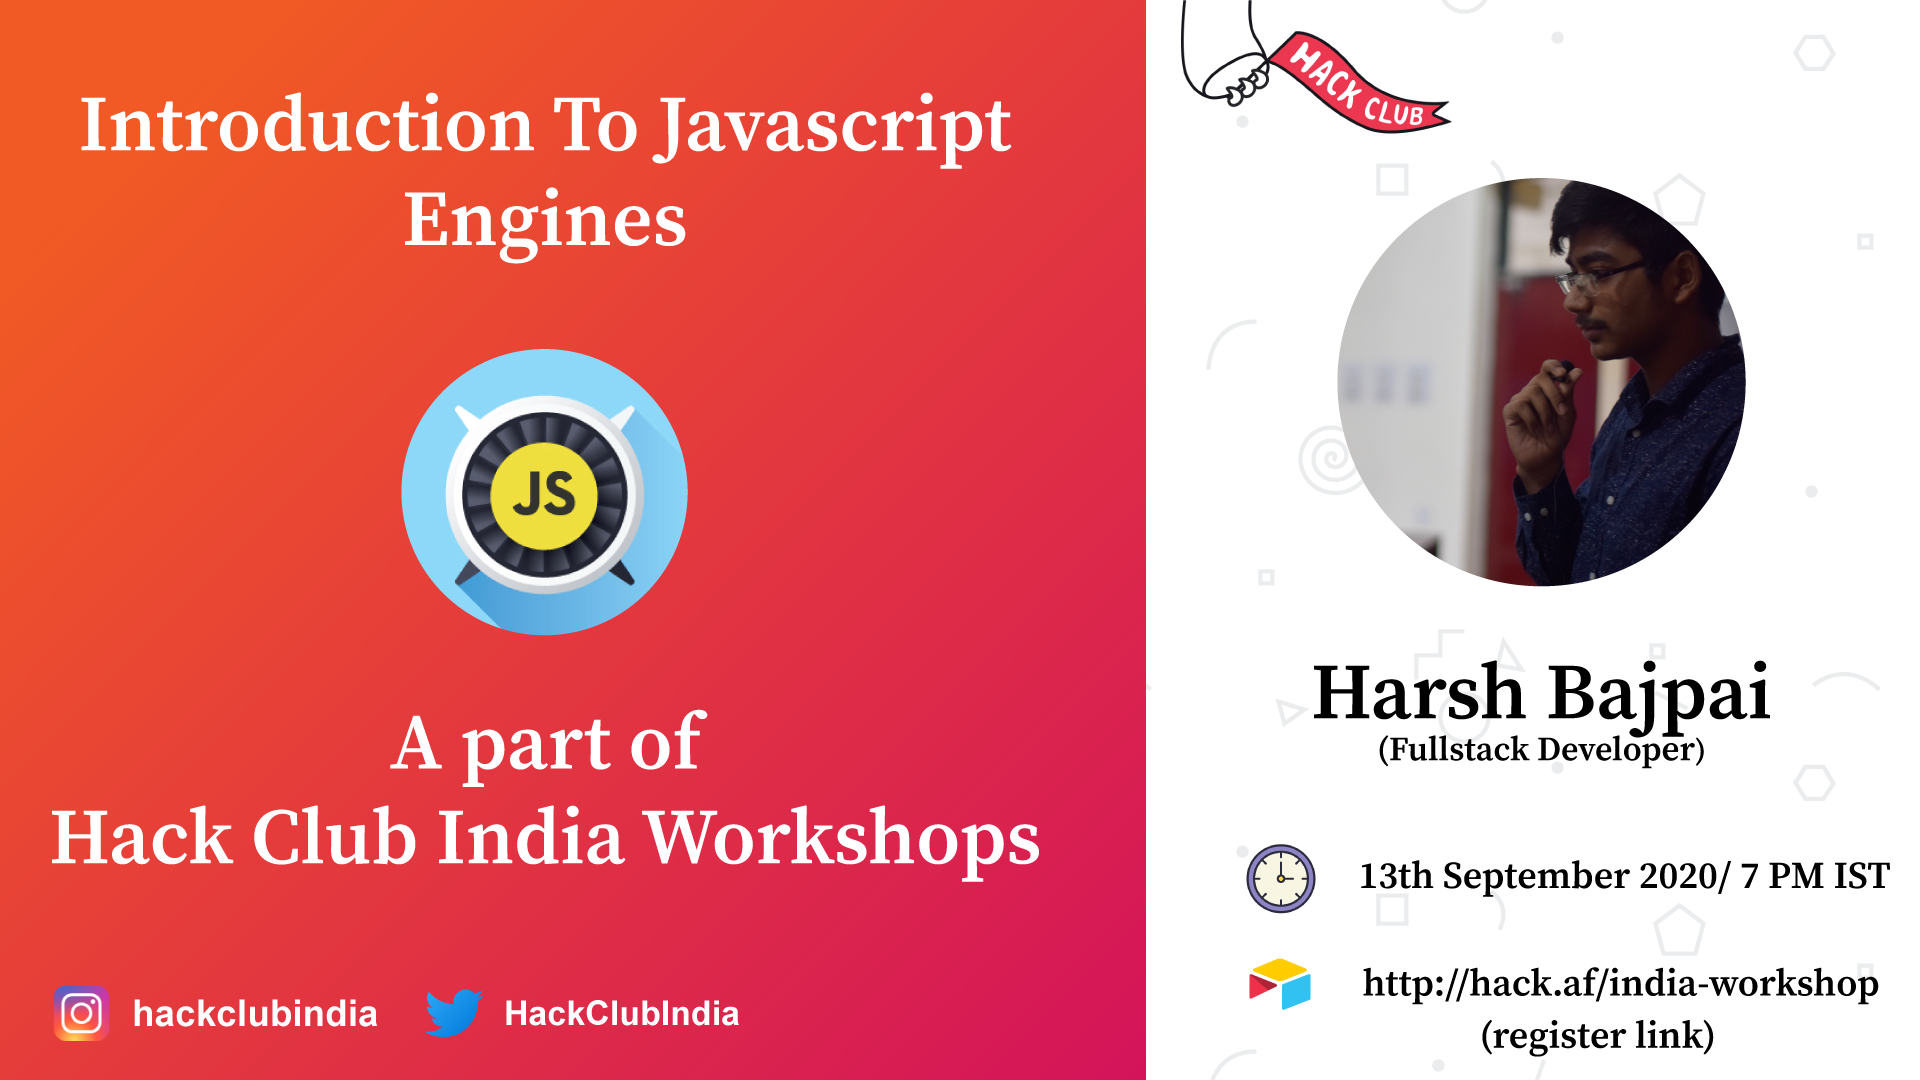 Introduction To Javascript
Engines
JS
A part of
Hack Club India Workshops
hackclubindia
HackClubIndia
HACK CLUB
Harsh Bajpai
(Fullstack Developer)
13th September 2020/ 7 PM IST
http://hack.af/india-workshop
(register link)